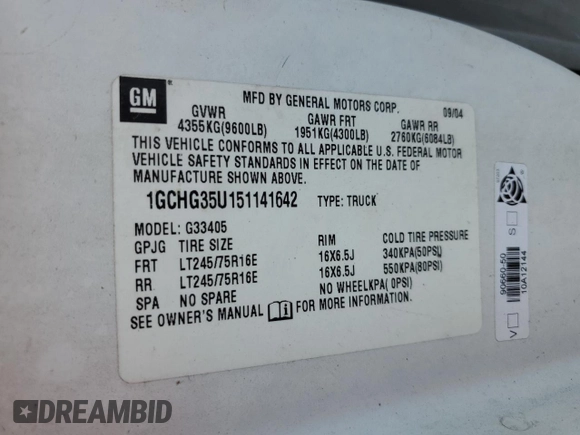 GM
MFD BY GENERAL MOTORS CORP. 09/04
GVWR GAWR FRT GAWR RR
4355KG(9600LB) 1951KG(4300LB) 2760KG(6084LB)
THIS VEHICLE CONFORMS TO ALL APPLICABLE U.S. FEDERAL MOTOR
VEHICLE SAFETY STANDARDS IN EFFECT ON THE DATE OF
MANUFACTURE SHOWN ABOVE.
1GCHG35U151141642 TYPE: TRUCK
MODEL: G33405
GPJG TIRE SIZE RIM COLD TIRE PRESSURE
FRT LT245/75R16E 16X6.5J 340KPA(50PSI)
RR LT245/75R16E 16X6.5J 550KPA(80PSI)
SPA NO SPARE NO WHEELKPA( 0PSI)
SEE OWNER'S MANUAL i FOR MORE INFORMATION.
S
V
90660-50
10A12144
DREAMBID